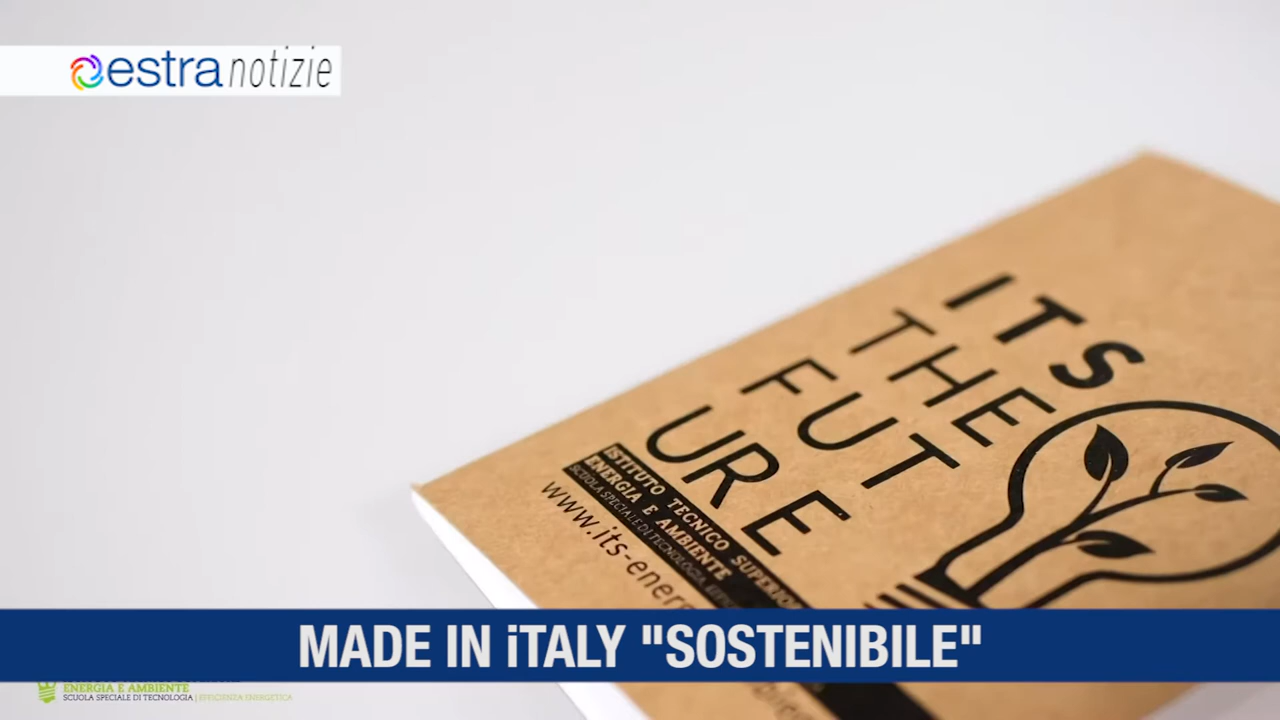 estra notizie
ITS
THE
FUT
URE
ISTITUTO TECNICO SUPERIOR
ENERGIA E AMBIENTE
SCUOLA SPECIALE DI TECNOLOGIA,
www.its-ener
MADE IN iTALY "SOSTENIBILE"
ENERGIA E AMBIENTE
SCUOLA SPECIALE DI TECNOLOGIA | EFFICIENZA ENERGETICA